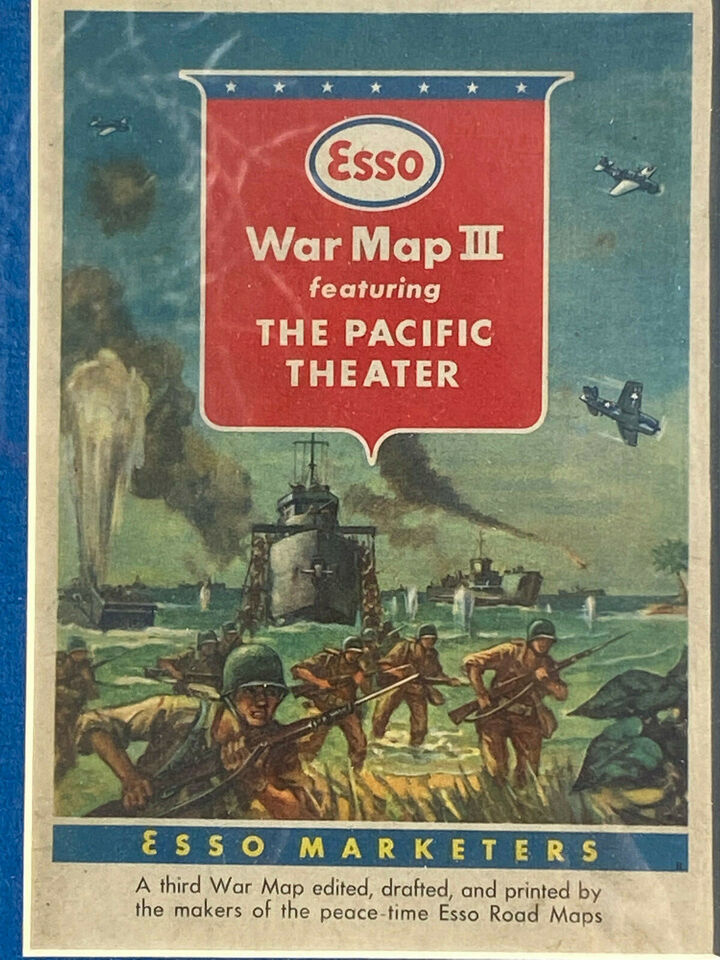 Esso
War Map III
featuring
THE PACIFIC
THEATER
ESSO MARKETERS
A third War Map edited, drafted, and printed by
the makers of the peace-time Esso Road Maps